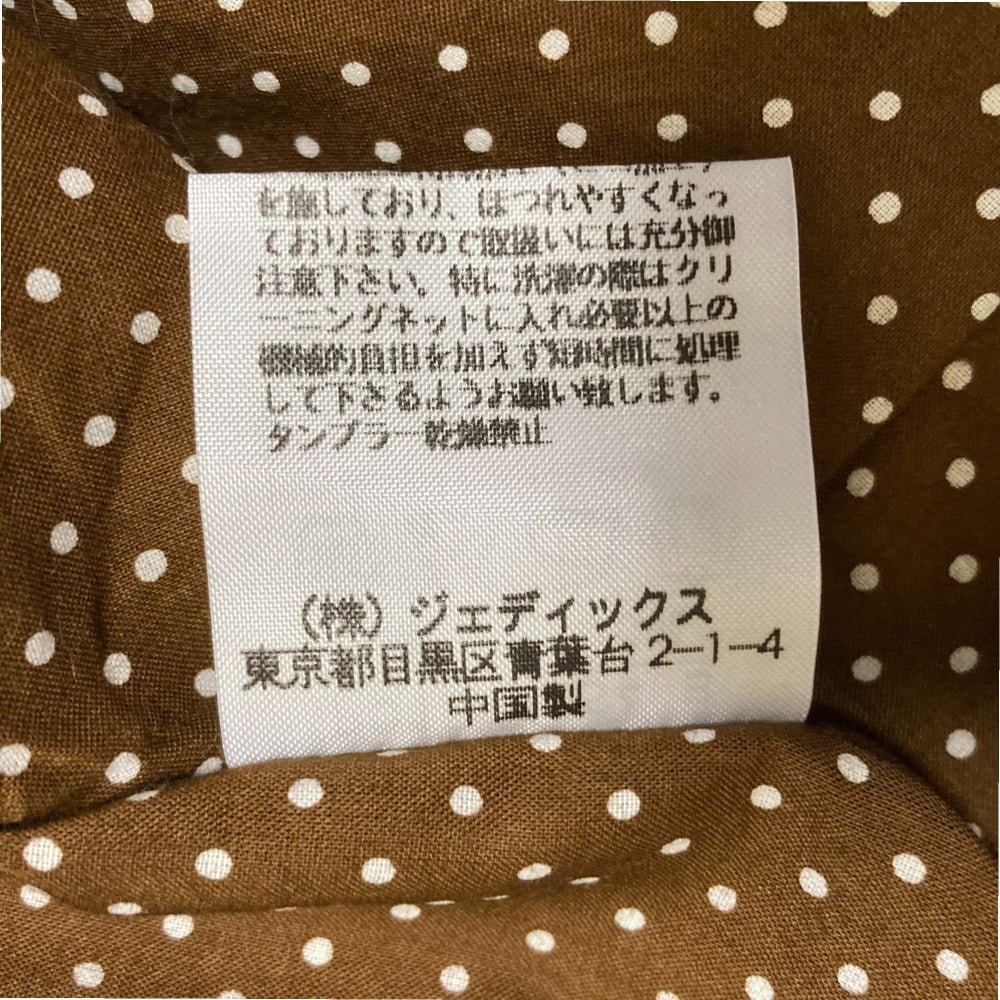 を施しており、ほつれやすくなっ
ておりますので取扱いには充分御
注意下さい。特に洗濯の際はクリ
ーニングネットに入れ必要以上の
機械的負担を加えず短時間に処理
して下さるようお願い致します。
タンブラー乾燥禁止
(株)ジェディックス
東京都目黒区青葉台2-1-4
中国製